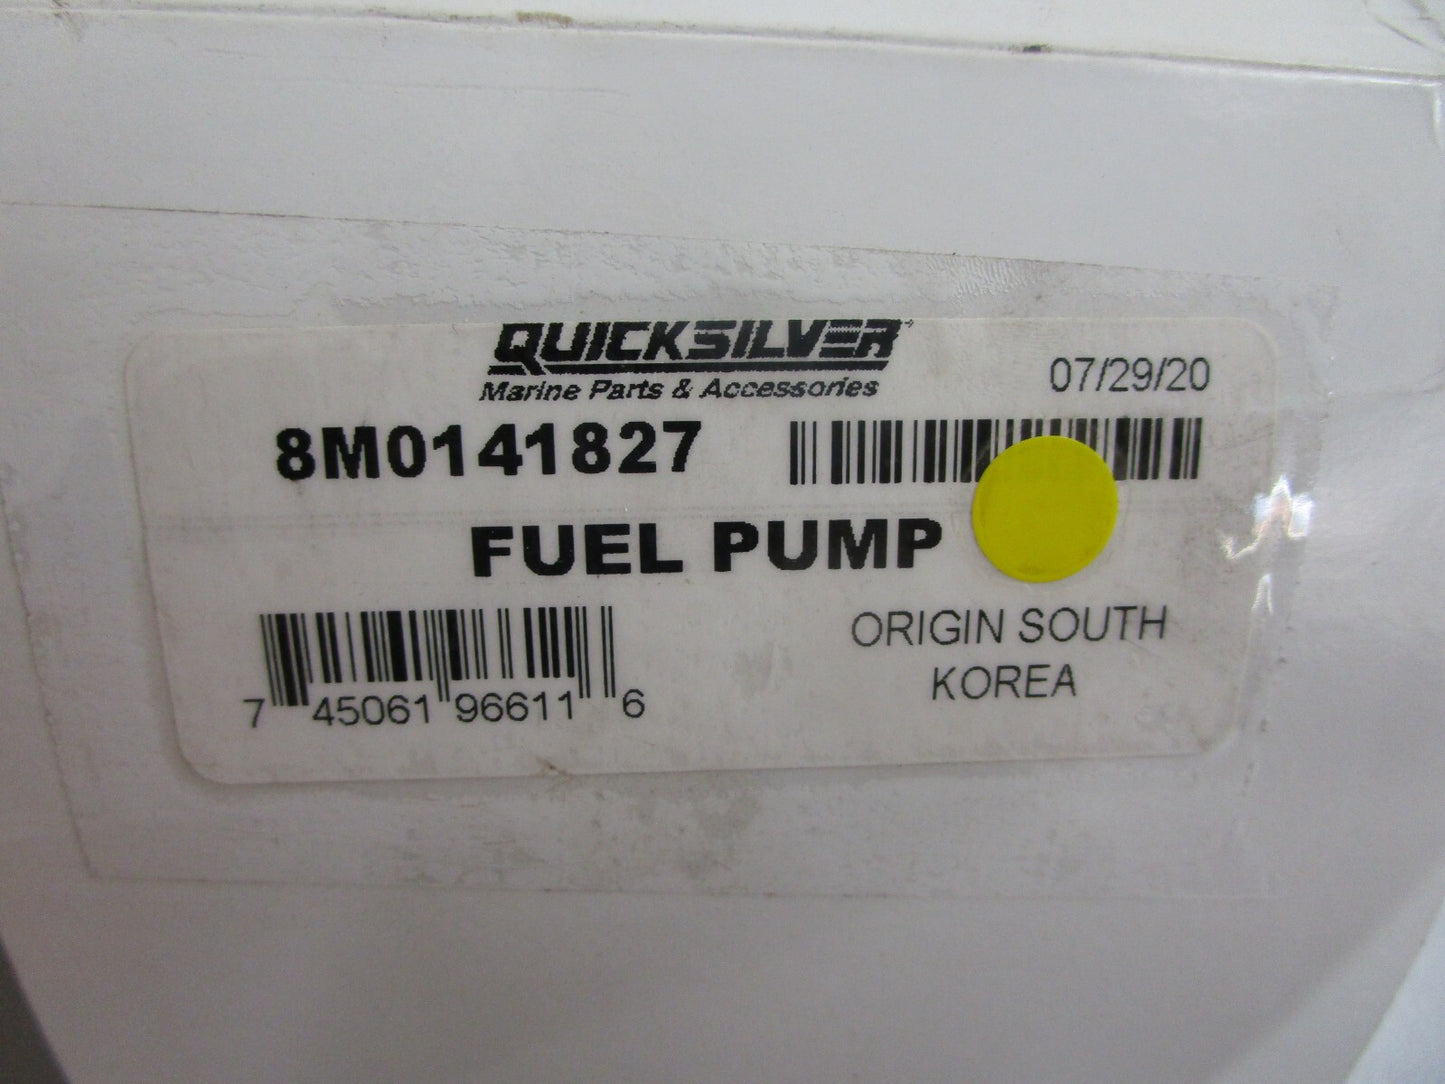 QUICKSILVER
Marine Parts & Accessories
07/29/20
8M0141827
FUEL PUMP
ORIGIN SOUTH
KOREA
7 45061 96611 6